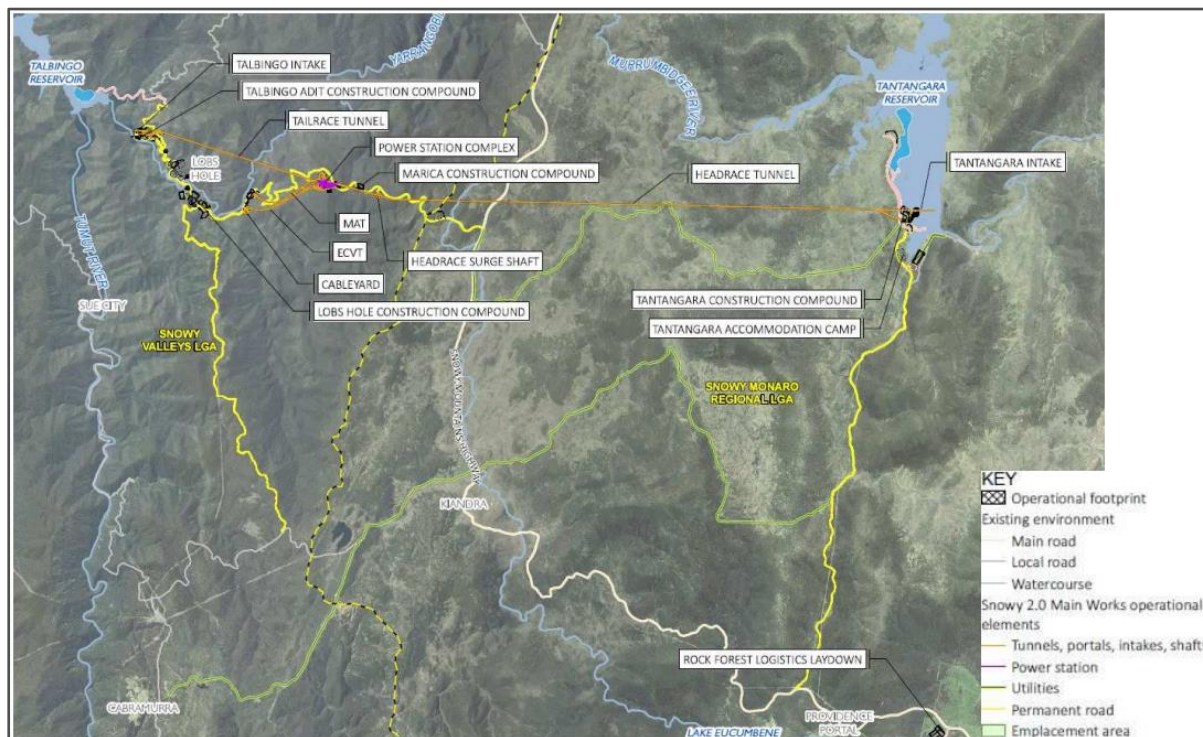 YARRANGOBI
TALBINGO
RESERVOIR
TALBINGO INTAKE
TALBINGO ADIT CONSTRUCTION COMPOUND
MURRUMBIDGEE RIVER
TANTANGARA
RESERVOIR
TAILRACE TUNNEL
POWER STATION COMPLEX
LOBS
HOLE
MARICA CONSTRUCTION COMPOUND
HEADRACE TUNNEL
TANTANGARA INTAKE
MAT
ECVT
HEADRACE SURGE SHAFT
CABLEYARD
LOBS HOLE CONSTRUCTION COMPOUND
TUMUT RIVER
SUE CITY
TANTANGARA CONSTRUCTION COMPOUND
TANTANGARA ACCOMMODATION CAMP
SNOWY
VALLEYS LGA
SNOWY MOUNTAINS HIGHWAY
SNOWY MONARO
REGIONAL LGA
KIANDRA
CABRAMURRA
ROCK FOREST LOGISTICS LAYDOWN
PROVIDENCE
PORTAL
LAKE EUCUMBENE
KEY
Operational footprint
Existing environment
Main road
Local road
Watercourse
Snowy 2.0 Main Works operational
elements
Tunnels, portals, intakes, shafts
Power station
Utilities
Permanent road
Emplacement area